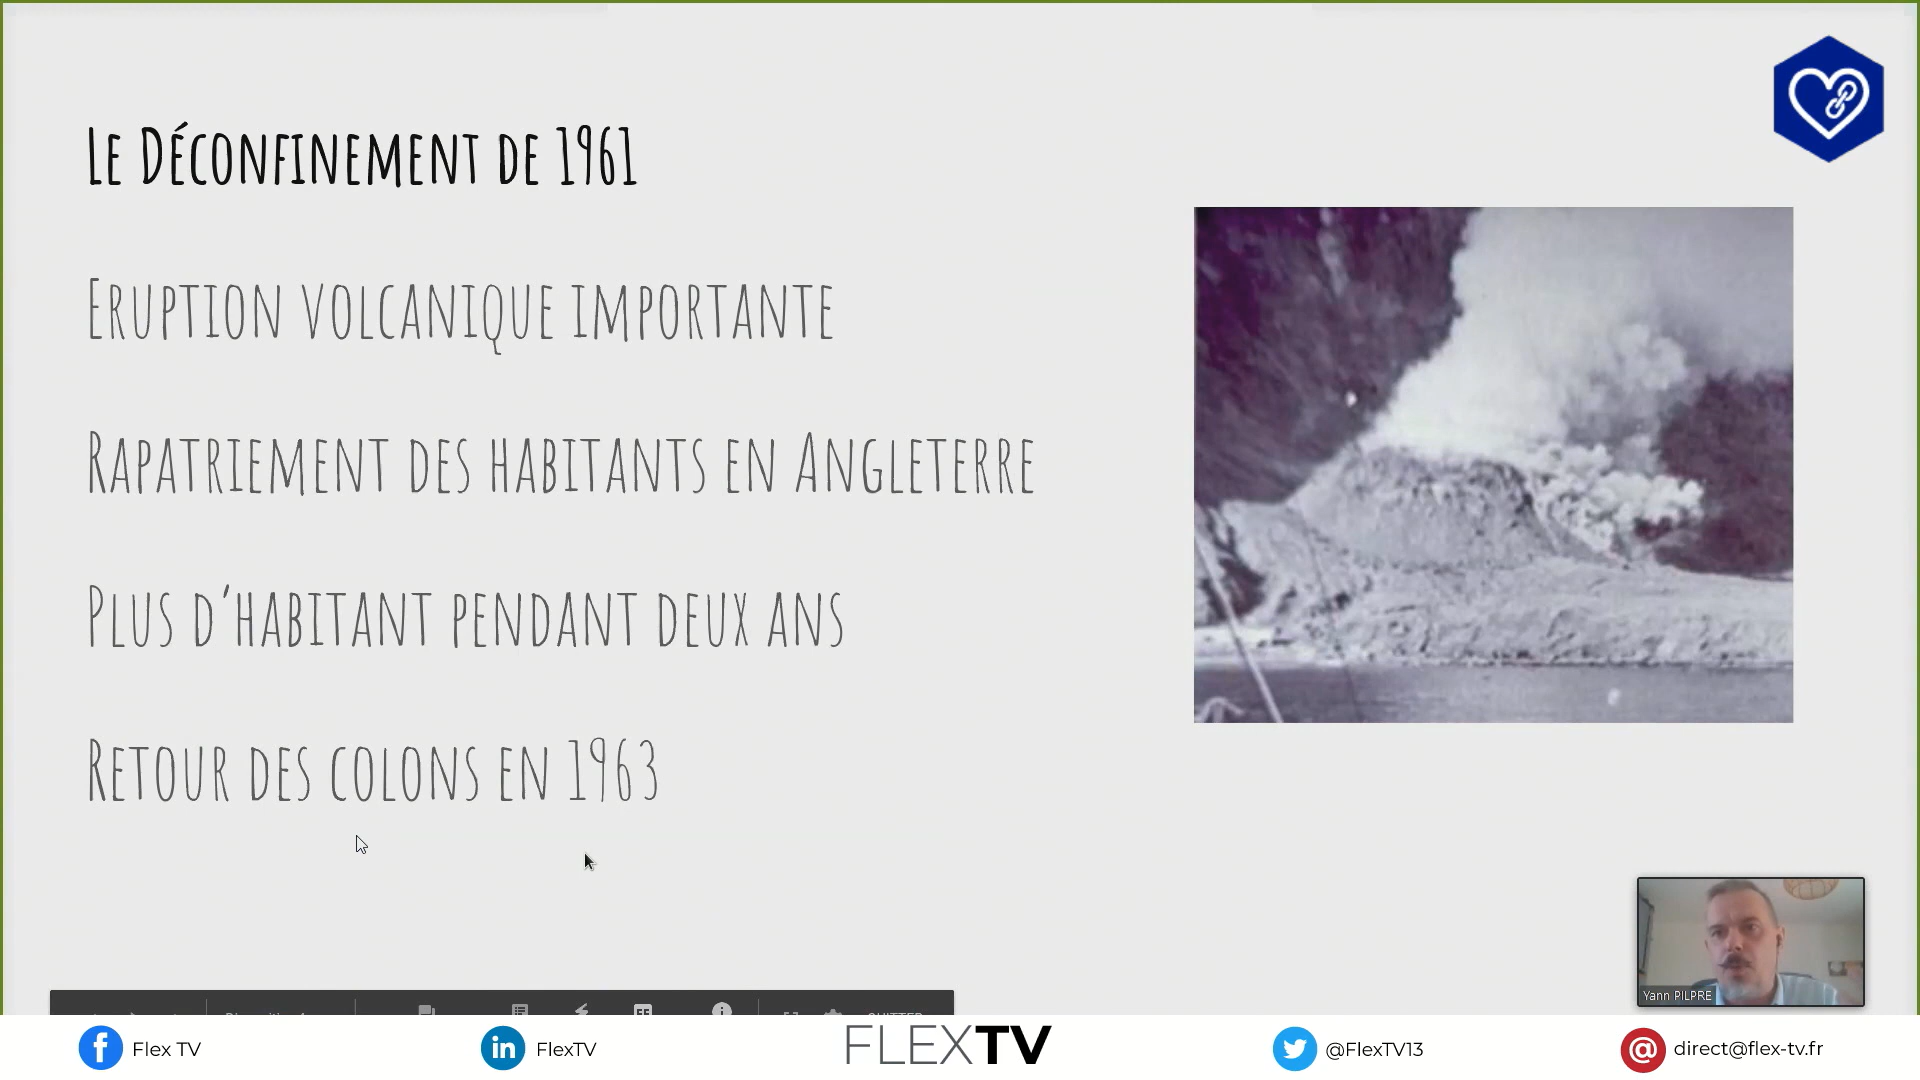 Le Déconfinement de 1961
Eruption volcanique importante
Rapatriement des habitants en Angleterre
Plus d'habitant pendant deux ans
Retour des colons en 1963
Yann PILPRE
Flex TV
FlexTV
FLEXTV
@FlexTV13
direct@flex-tv.fr